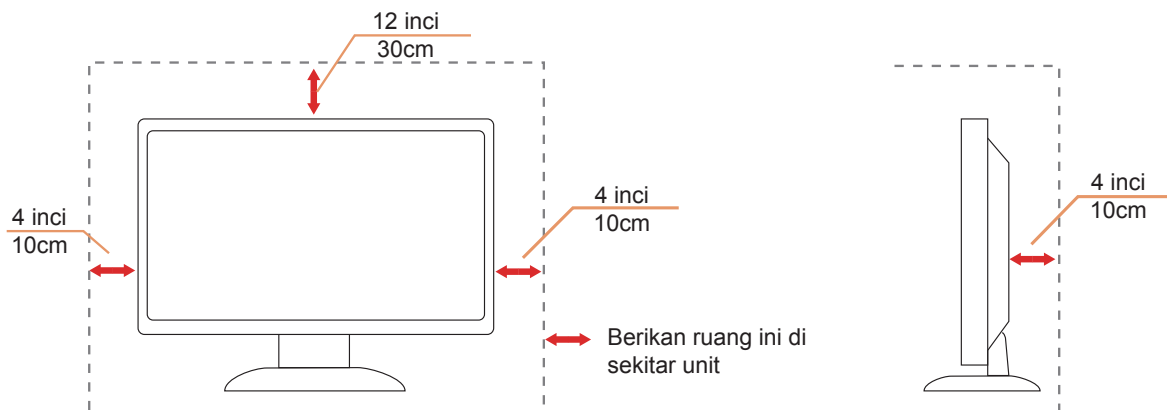 12 inci
30cm
4 inci
10cm
4 inci
10cm
Berikan ruang ini di
sekitar unit
4 inci
10cm